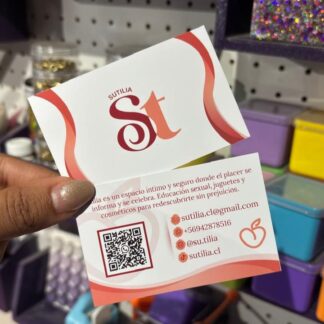 SUTILIA
St
ilia es un espacio íntimo y seguro donde el placer se
informa y se celebra. Educación sexual, juguetes y
cosméticos para redescubrirte sin prejuicios.
sutilia.cl@gmail.com
+56942878516
@su.tilia
sutilia.cl